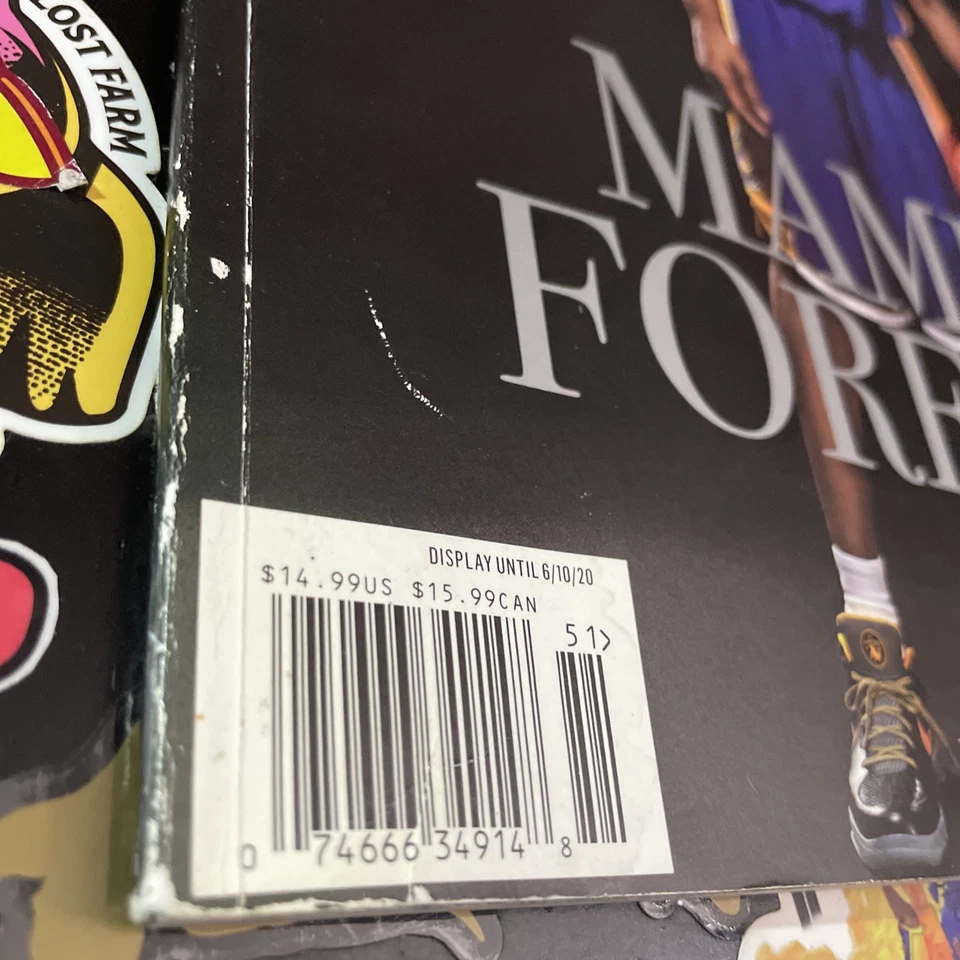 LOST FARM
MAM
FORE
DISPLAY UNTIL 6/10/20
$14.99US $15.99CAN
51>
0 74666 34914 8